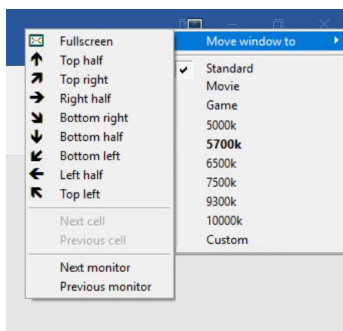 Fullscreen
Top half
Top right
Right half
Bottom right
Bottom half
Bottom left
Left half
Top left
Next cell
Previous cell
Next monitor
Previous monitor
Move window to
Standard
Movie
Game
5000k
5700k
6500k
7500k
9300k
10000k
Custom